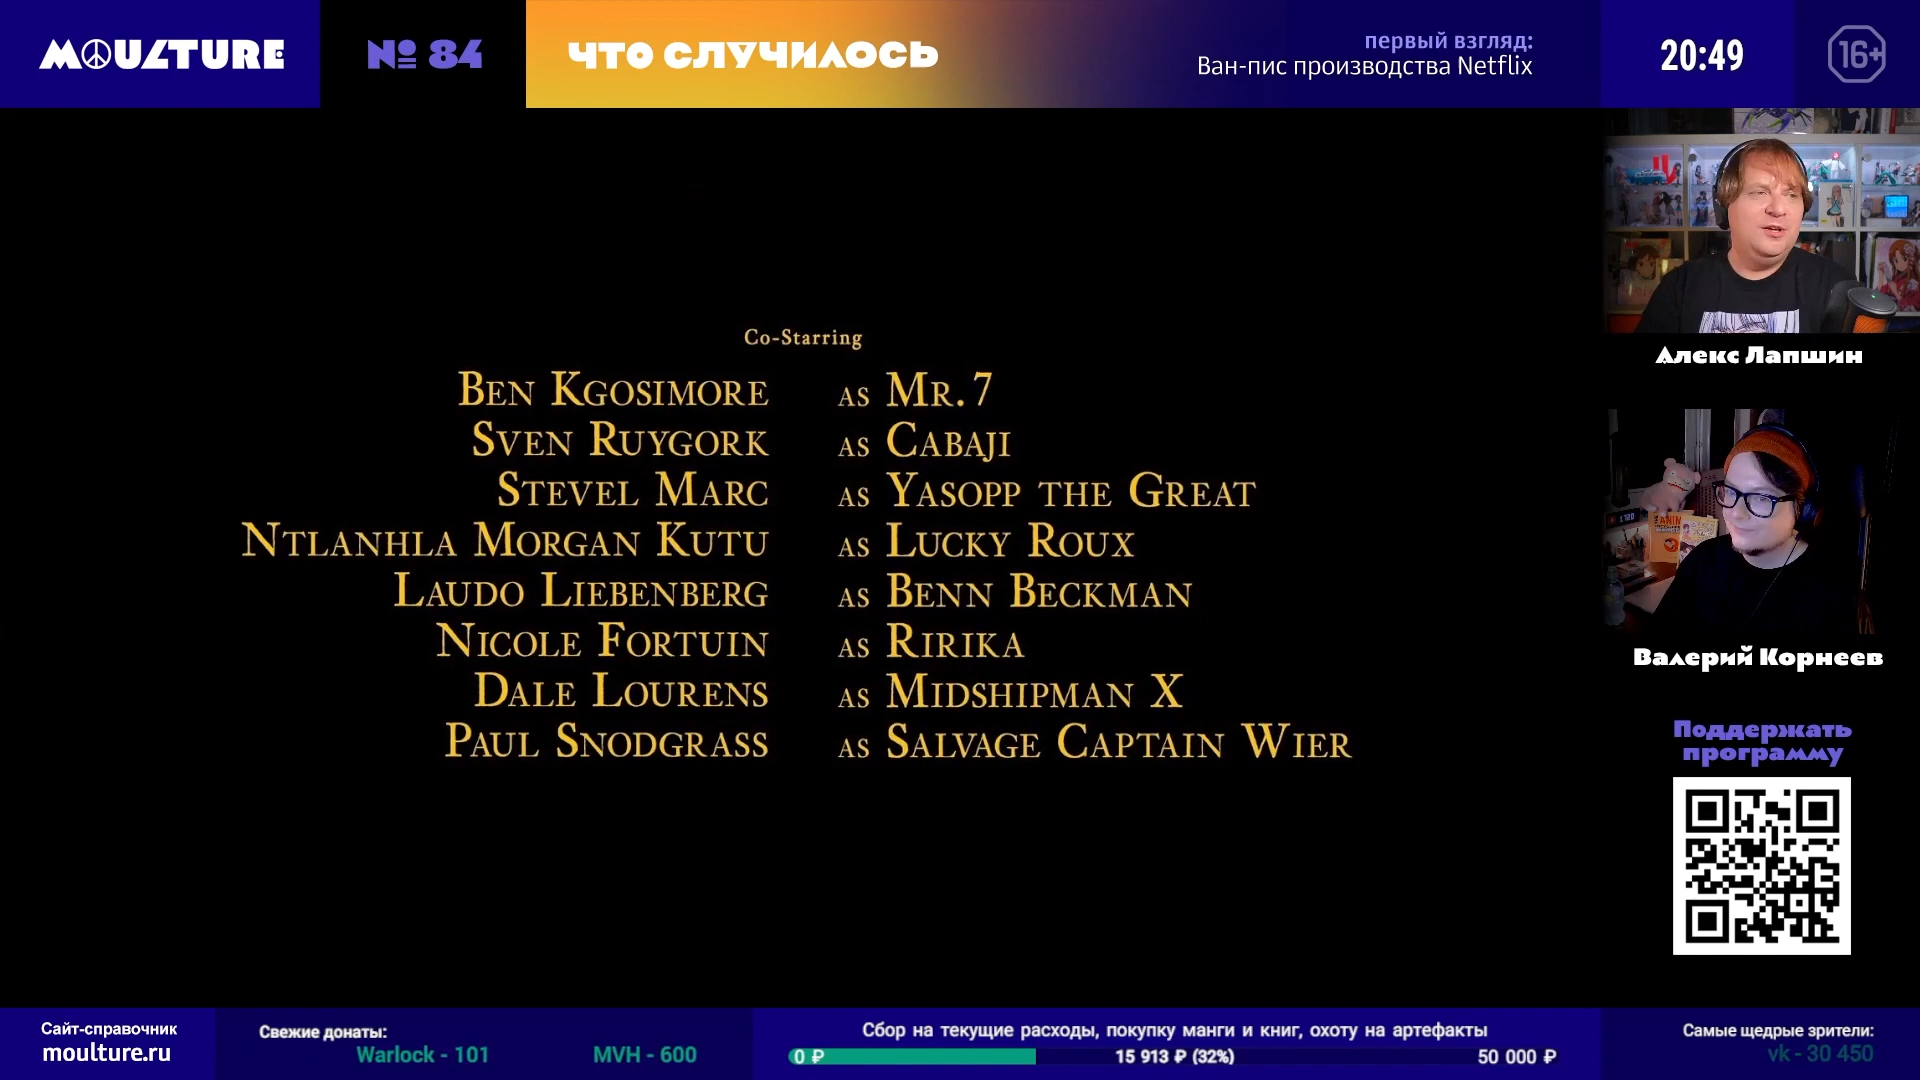 MOULTURE
№ 84
ЧТО СЛУЧИЛОСЬ
первый взгляд:
Ван-пис производства Netflix
20:49
16+
Co-Starring
Ben Kgosimore as Mr. 7
Sven Ruygork as Cabaji
Stevel Marc as Yasopp the Great
Ntlanhla Morgan Kutu as Lucky Roux
Laudo Liebenberg as Benn Beckman
Nicole Fortuin as Ririka
Dale Lourens as Midshipman X
Paul Snodgrass as Salvage Captain Wier
Алекс Лапшин
Валерий Корнеев
Поддержать
программу
Сайт-справочник
moulture.ru
Свежие донаты:
Warlock - 101 MVH - 600
Сбор на текущие расходы, покупку манги и книг, охоту на артефакты
0 ₽ 15 913 ₽ (32%) 50 000 ₽
Самые щедрые зрители:
vk - 30 450